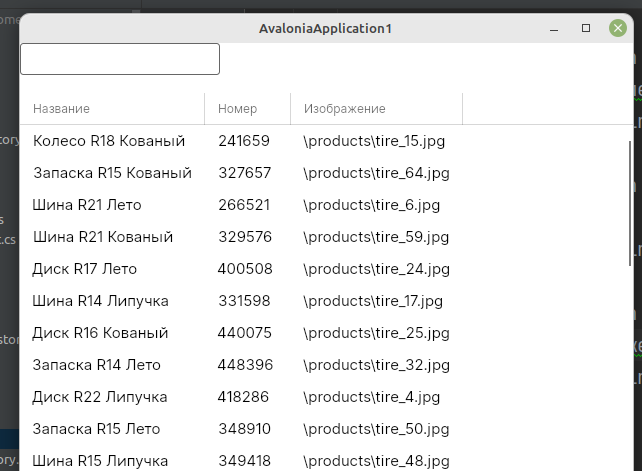 AvaloniaApplication1
Название Номер Изображение
Колесо R18 Кованый 241659 \products\tire_15.jpg
Запаска R15 Кованый 327657 \products\tire_64.jpg
Шина R21 Лето 266521 \products\tire_6.jpg
Шина R21 Кованый 329576 \products\tire_59.jpg
Диск R17 Лето 400508 \products\tire_24.jpg
Шина R14 Липучка 331598 \products\tire_17.jpg
Диск R16 Кованый 440075 \products\tire_25.jpg
Запаска R14 Лето 448396 \products\tire_32.jpg
Диск R22 Липучка 418286 \products\tire_4.jpg
Запаска R15 Лето 348910 \products\tire_50.jpg
Шина R15 Липучка 349418 \products\tire_48.jpg